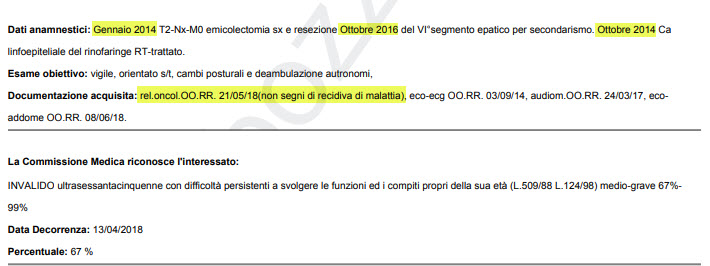 Dati anamnestici: Gennaio 2014 T2-Nx-M0 emicolectomia sx e resezione Ottobre 2016 del VI°segmento epatico per secondarismo. Ottobre 2014 Ca
linfoepiteliale del rinofaringe RT-trattato.
Esame obiettivo: vigile, orientato s/t, cambi posturali e deambulazione autronomi,
Documentazione acquisita: rel.oncol.OO.RR. 21/05/18(non segni di recidiva di malattia), eco-ecg OO.RR. 03/09/14, audiom.OO.RR. 24/03/17, eco-
addome OO.RR. 08/06/18.
La Commissione Medica riconosce l'interessato:
INVALIDO ultrasessantacinquenne con difficoltà persistenti a svolgere le funzioni ed i compiti propri della sua età (L.509/88 L.124/98) medio-grave 67%-
99%
Data Decorrenza: 13/04/2018
Percentuale: 67 %